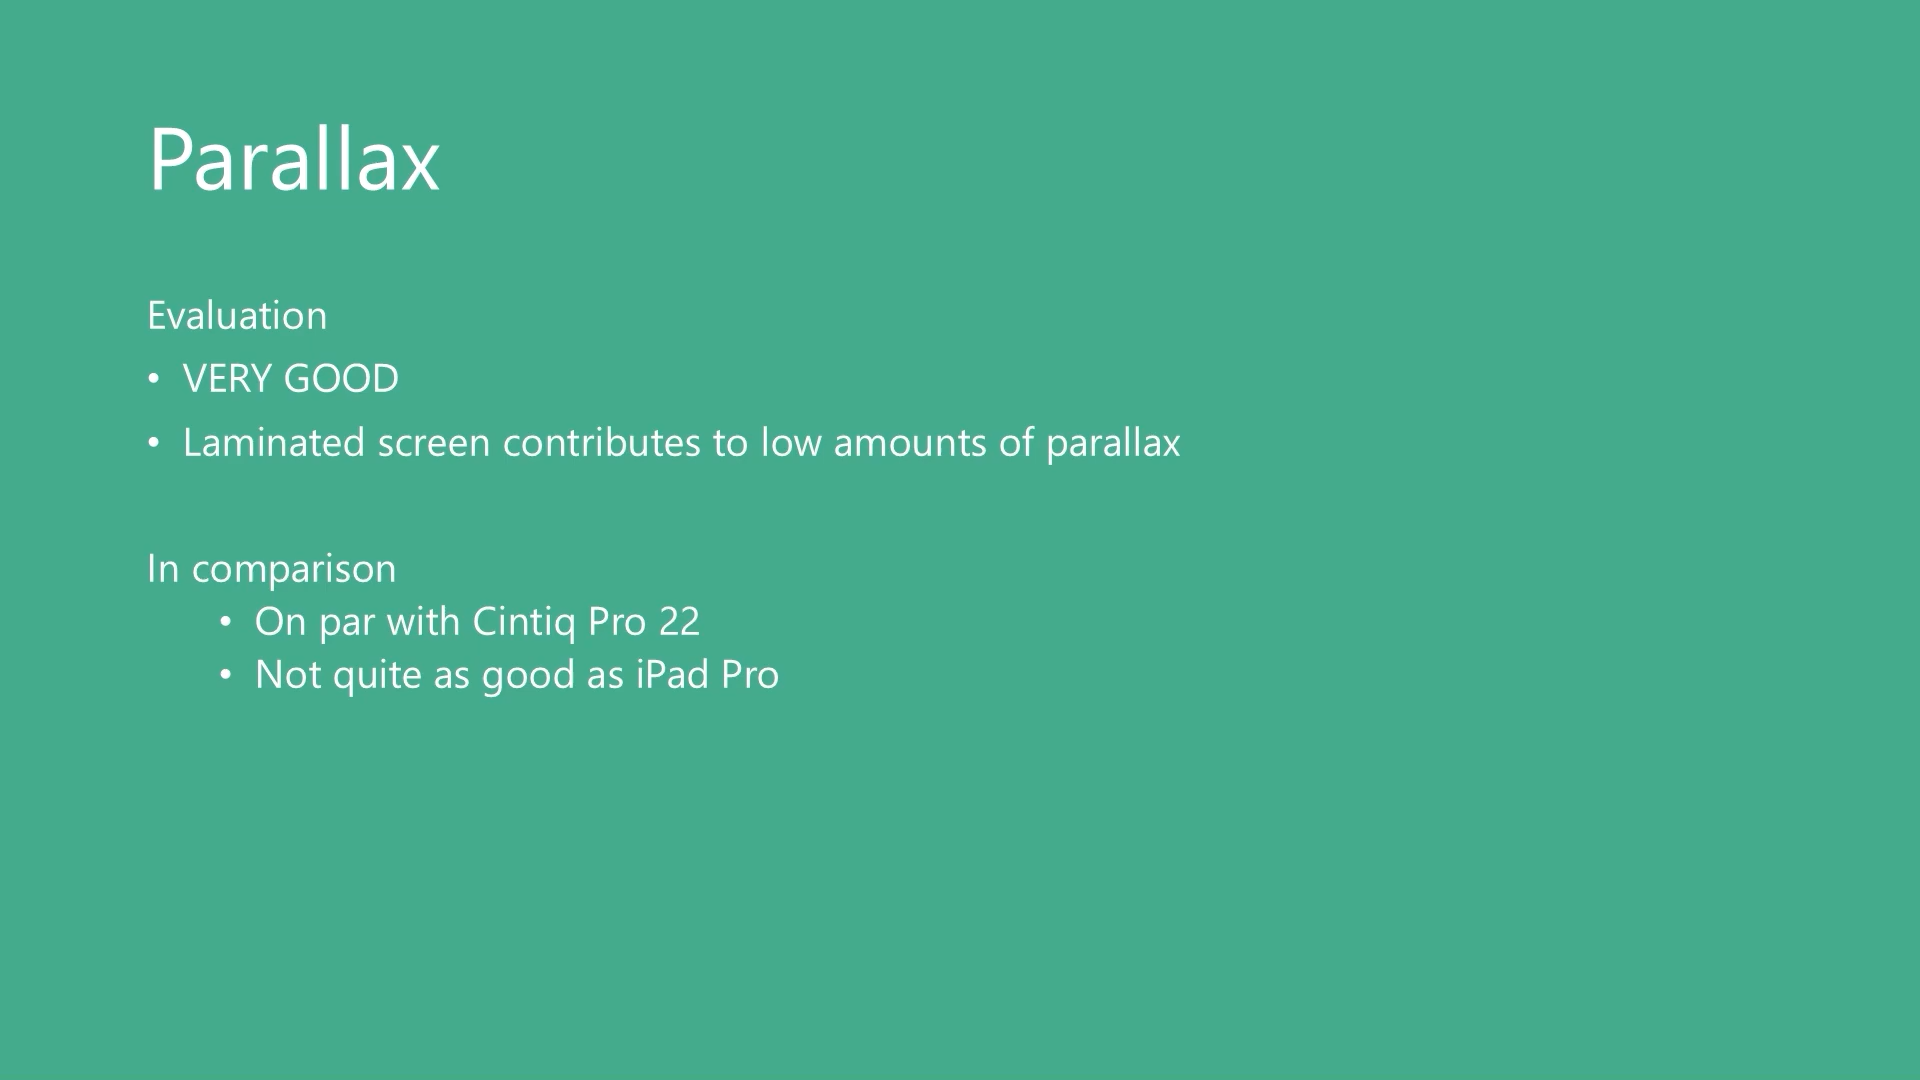 Parallax
Evaluation
• VERY GOOD
• Laminated screen contributes to low amounts of parallax
In comparison
• On par with Cintiq Pro 22
• Not quite as good as iPad Pro